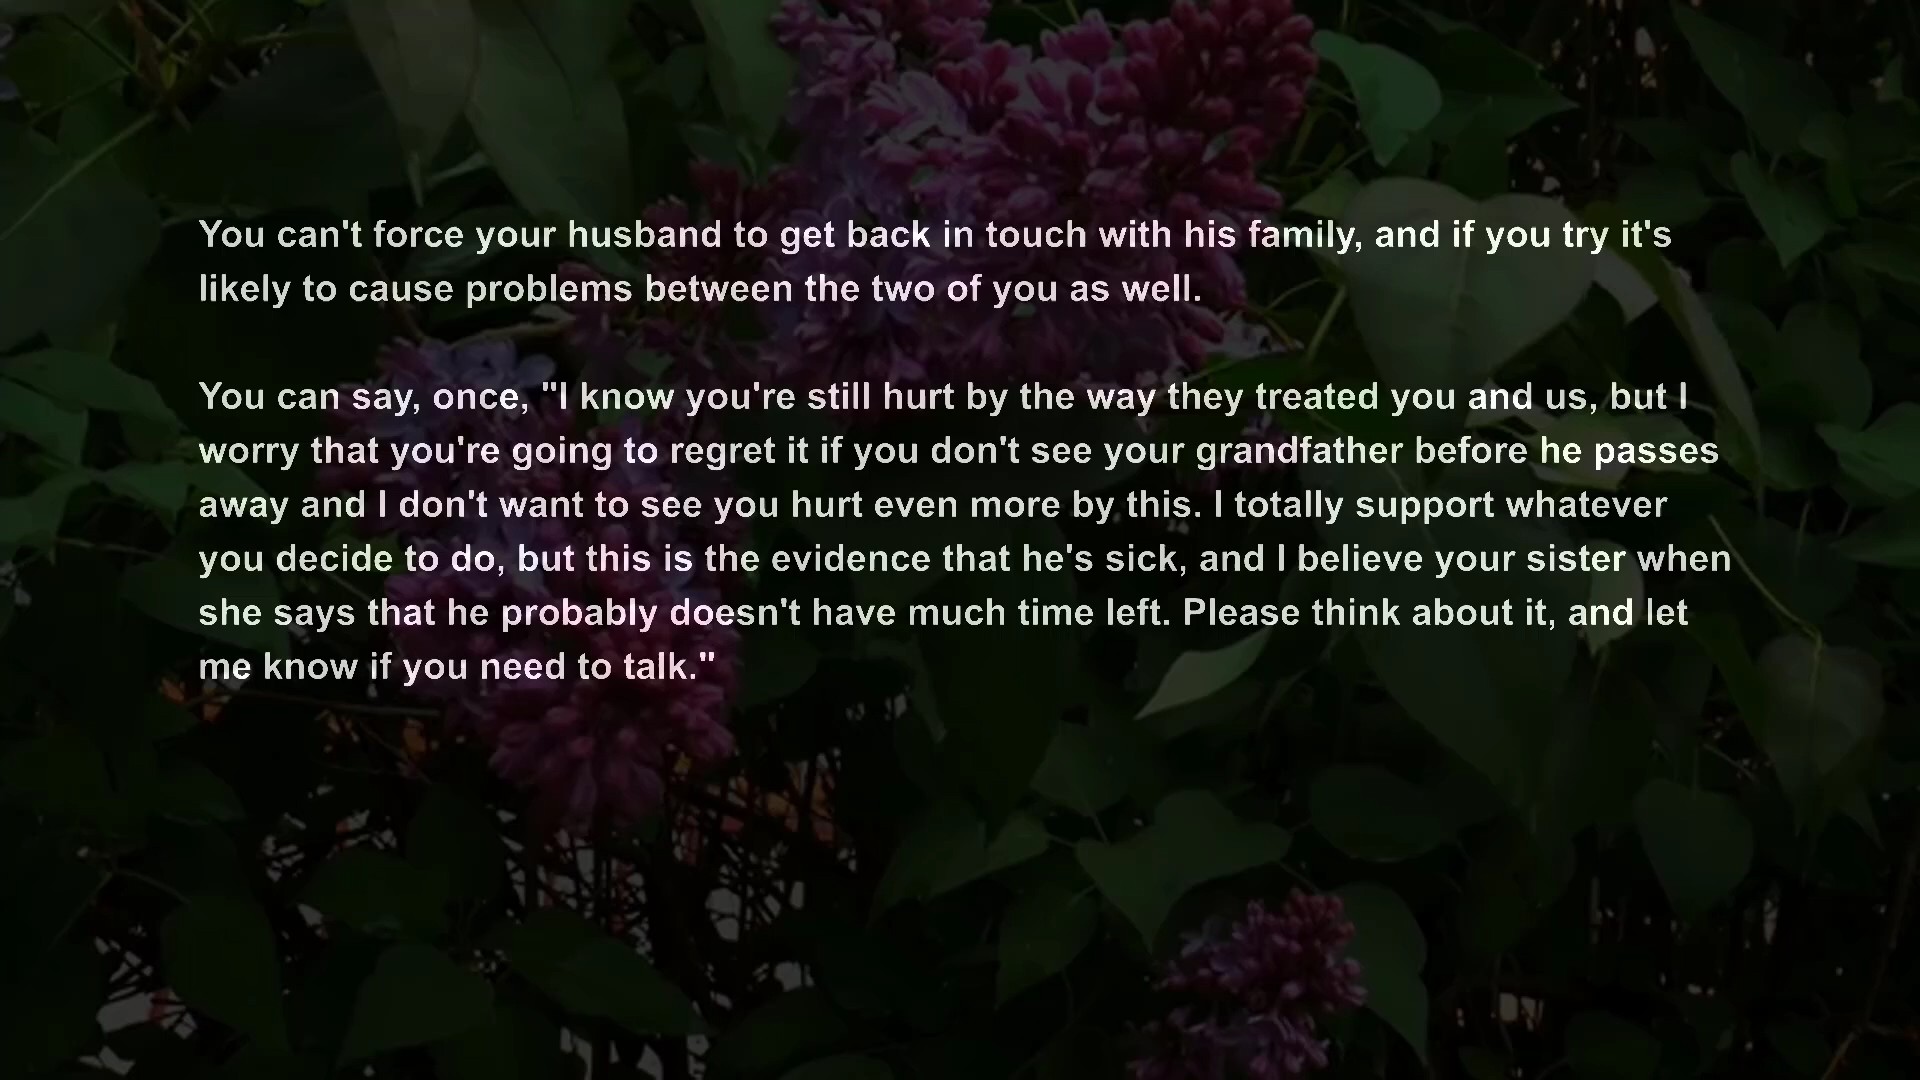 You can't force your husband to get back in touch with his family, and if you try it's
likely to cause problems between the two of you as well.
You can say, once, "I know you're still hurt by the way they treated you and us, but I
worry that you're going to regret it if you don't see your grandfather before he passes
away and I don't want to see you hurt even more by this. I totally support whatever
you decide to do, but this is the evidence that he's sick, and I believe your sister when
she says that he probably doesn't have much time left. Please think about it, and let
me know if you need to talk."